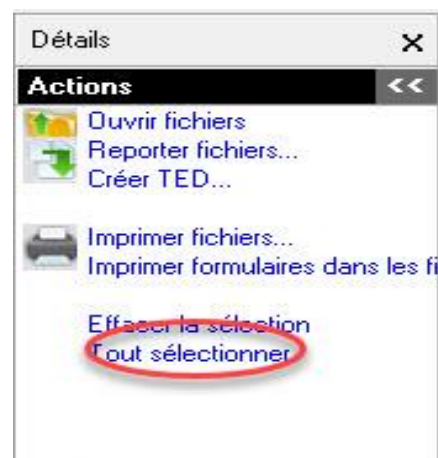 Détails
Actions <<
Ouvrir fichiers
Reporter fichiers...
Créer TED...
Imprimer fichiers...
Imprimer formulaires dans les fi
Effacer la sélection
Tout sélectionner